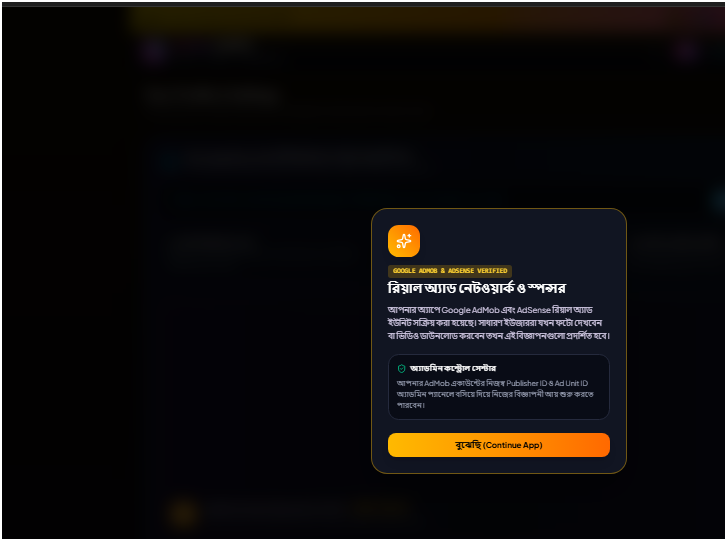 GOOGLE ADMOB & ADSENSE VERIFIED
রিয়াল অ্যাড নেটওয়ার্ক ও স্পন্সর
আপনার অ্যাপে Google AdMob এবং AdSense রিয়াল অ্যাড
ইউনিট সক্রিয় করা হয়েছে। সাধারণ ইউজাররা যখন ফটো দেখবেন
বা ভিডিও ডাউনলোড করবেন তখন এই বিজ্ঞাপনগুলো প্রদর্শিত হবে।
অ্যাডমিন কন্ট্রোল সেন্টার
আপনার AdMob একাউন্টের নিজস্ব Publisher ID ও Ad Unit ID
অ্যাডমিন প্যানেলে বসিয়ে দিয়ে নিজের বিজ্ঞাপনী আয় শুরু করতে
পারবেন।
বুঝেছি (Continue App)